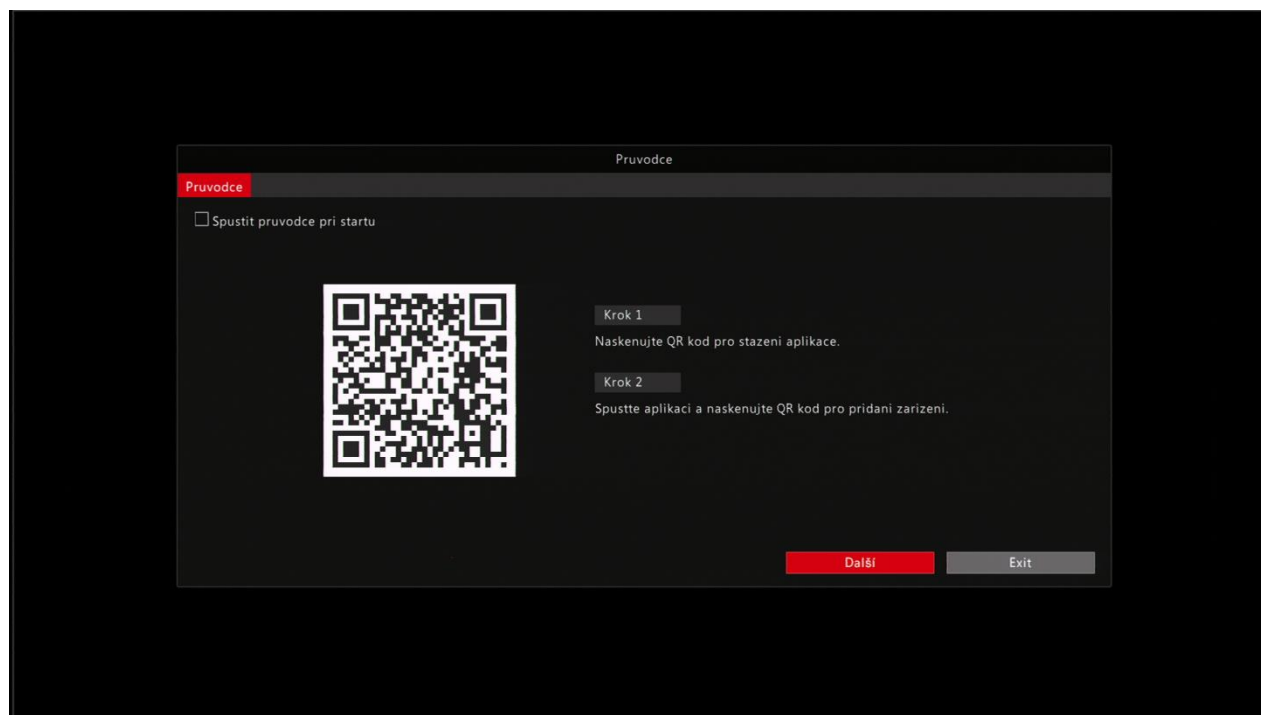 Pruvodce
Pruvodce
Spustit pruvodce pri startu
Krok 1
Naskenujte QR kod pro stazeni aplikace.
Krok 2
Spustte aplikaci a naskenujte QR kod pro pridani zarizeni.
Další
Exit